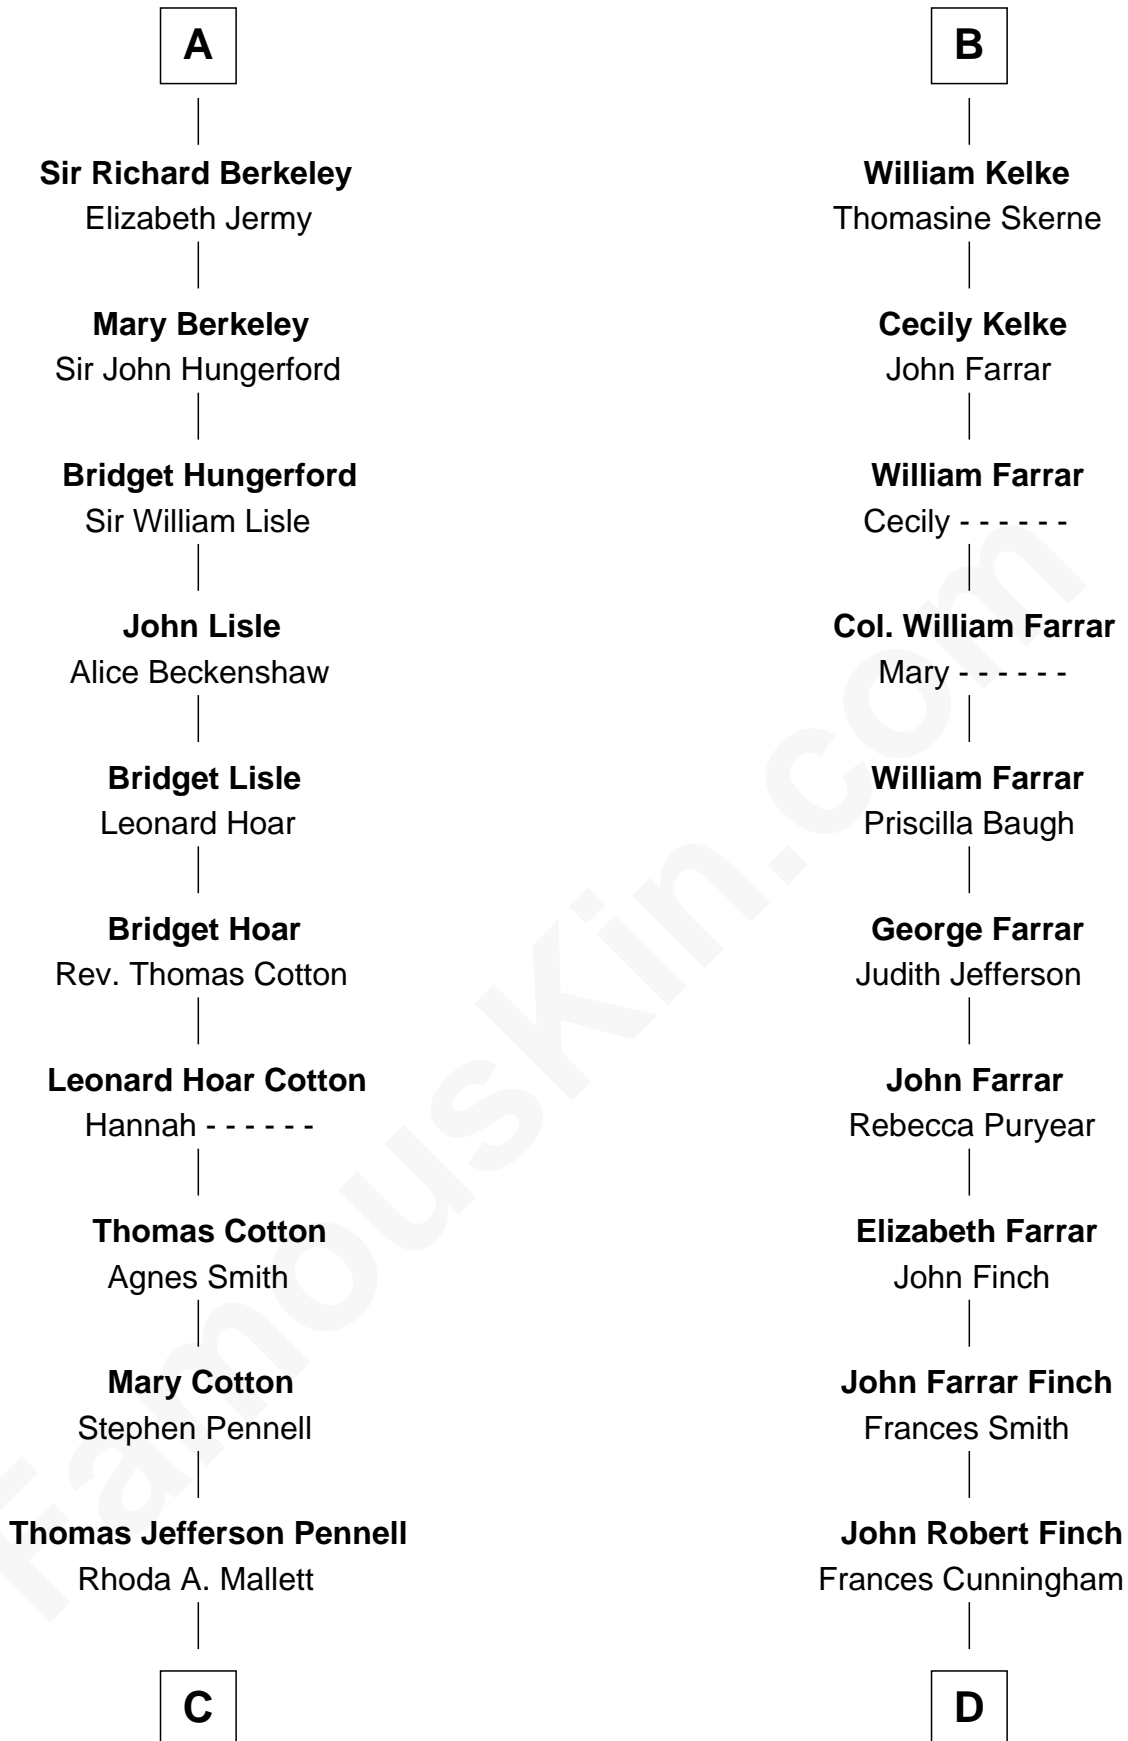 A
Sir Richard Berkeley
Elizabeth Jermy
Mary Berkeley
Sir John Hungerford
Bridget Hungerford
Sir William Lisle
John Lisle
Alice Beckenshaw
Bridget Lisle
Leonard Hoar
Bridget Hoar
Rev. Thomas Cotton
Leonard Hoar Cotton
Hannah - - - - - -
Thomas Cotton
Agnes Smith
Mary Cotton
Stephen Pennell
Thomas Jefferson Pennell
Rhoda A. Mallett
C
B
William Kelke
Thomasine Skerne
Cecily Kelke
John Farrar
William Farrar
Cecily - - - - - -
Col. William Farrar
Mary - - - - - -
William Farrar
Priscilla Baugh
George Farrar
Judith Jefferson
John Farrar
Rebecca Puryear
Elizabeth Farrar
John Finch
John Farrar Finch
Frances Smith
John Robert Finch
Frances Cunningham
D
FamousKin.com